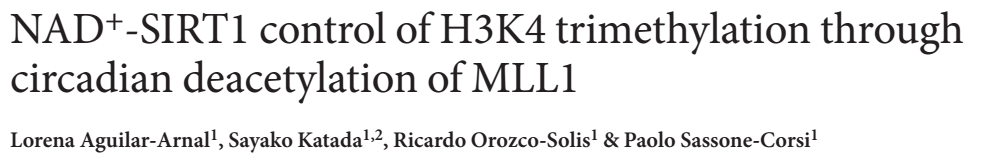 NAD⁺-SIRT1 control of H3K4 trimethylation through
circadian deacetylation of MLL1
Lorena Aguilar-Arnal¹, Sayako Katada¹,², Ricardo Orozco-Solis¹ & Paolo Sassone-Corsi¹